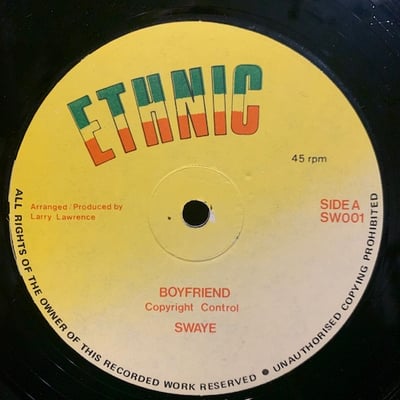 ETHNIC
45 rpm
Arranged / Produced by
Larry Lawrence
SIDE A
SW001
BOYFRIEND
Copyright Control
SWAYE
ALL RIGHTS OF THE OWNER OF THIS RECORDED WORK RESERVED ● UNAUTHORISED COPYING PROHIBITED